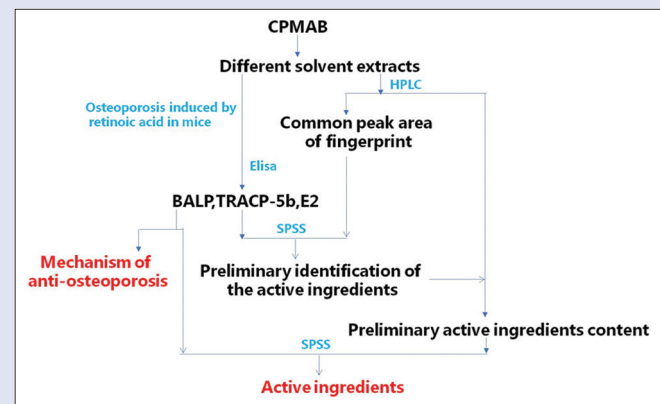 CPMAB
Different solvent extracts
HPLC
Osteoporosis induced by
retinoic acid in mice
Common peak area
of fingerprint
Elisa
BALP,TRACP-5b,E2
SPSS
Mechanism of
anti-osteoporosis
Preliminary identification of
the active ingredients
Preliminary active ingredients content
SPSS
Active ingredients